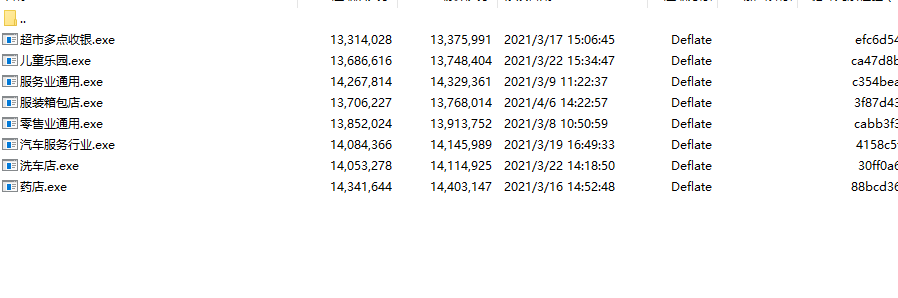 ..
超市多点收银.exe 13,314,028 13,375,991 2021/3/17 15:06:45 Deflate efc6d54
儿童乐园.exe 13,686,616 13,748,404 2021/3/22 15:34:47 Deflate ca47d8b
服务业通用.exe 14,267,814 14,329,361 2021/3/9 11:22:37 Deflate c354bea
服装箱包店.exe 13,706,227 13,768,014 2021/4/6 14:22:57 Deflate 3f87d43
零售业通用.exe 13,852,024 13,913,752 2021/3/8 10:50:59 Deflate cabb3f3
汽车服务行业.exe 14,084,366 14,145,989 2021/3/19 16:49:33 Deflate 4158c5
洗车店.exe 14,053,278 14,114,925 2021/3/22 14:18:50 Deflate 30ff0a6
药店.exe 14,341,644 14,403,147 2021/3/16 14:52:48 Deflate 88bcd36